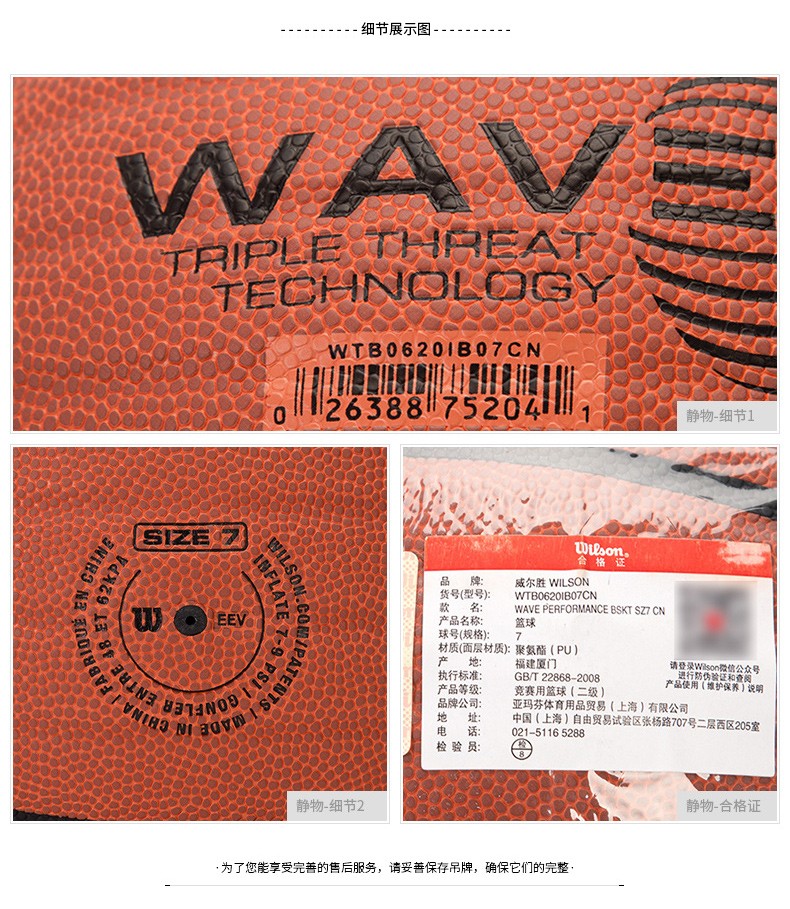 ----------细节展示图----------
WAVE
TRIPLE THREAT
TECHNOLOGY
WTB0620IB07CN
0 26388 75204 1
静物-细节1
SIZE 7
WILSON.COM/PATENTS | MADE IN CHINA / FABRIQUÉ EN CHINE
INFLATE 7-9 PSI | GONFLER ENTRE 48 ET 62KPA
W EEV
静物-细节2
Wilson
合格证
品 牌: 威尔胜 WILSON
货号(型号): WTB0620IB07CN
款 名: WAVE PERFORMANCE BSKT SZ7 CN
产品名称: 篮球
球号(规格): 7
材质(面层材质): 聚氨酯 ( PU )
产 地: 福建厦门
执行标准: GB/T 22868-2008
产品等级: 竞赛用篮球 ( 二级 )
品牌公司: 亚玛芬体育用品贸易 ( 上海 ) 有限公司
地 址: 中国 ( 上海 ) 自由贸易试验区张杨路707号二层西区205室
电 话: 021-5116 5288
检 验 员: 检 8
请登录Wilson微信公众号
进行防伪验证和查阅
产品使用 ( 维护保养 ) 说明
静物-合格证
·为了您能享受完善的售后服务，请妥善保存吊牌，确保它们的完整·